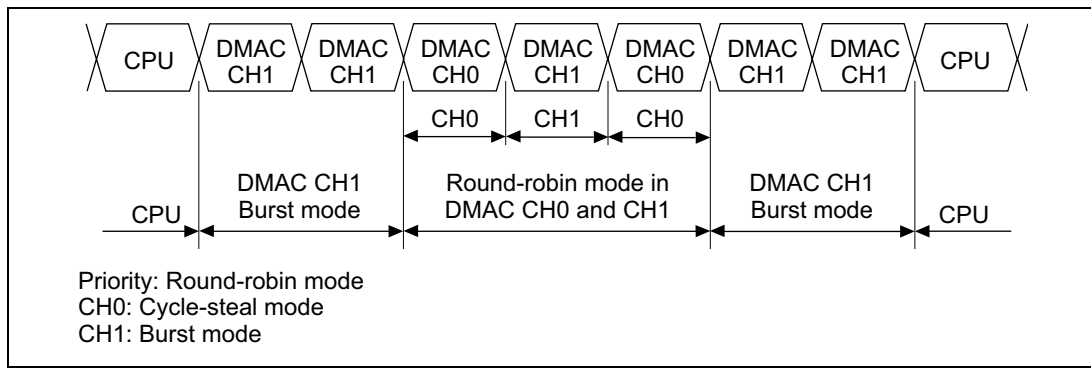 CPU DMAC CH1 DMAC CH1 DMAC CH0 DMAC CH1 DMAC CH0 DMAC CH1 DMAC CH1 CPU
CH0 CH1 CH0
CPU
DMAC CH1
Burst mode
Round-robin mode in
DMAC CH0 and CH1
DMAC CH1
Burst mode
CPU
Priority: Round-robin mode
CH0: Cycle-steal mode
CH1: Burst mode